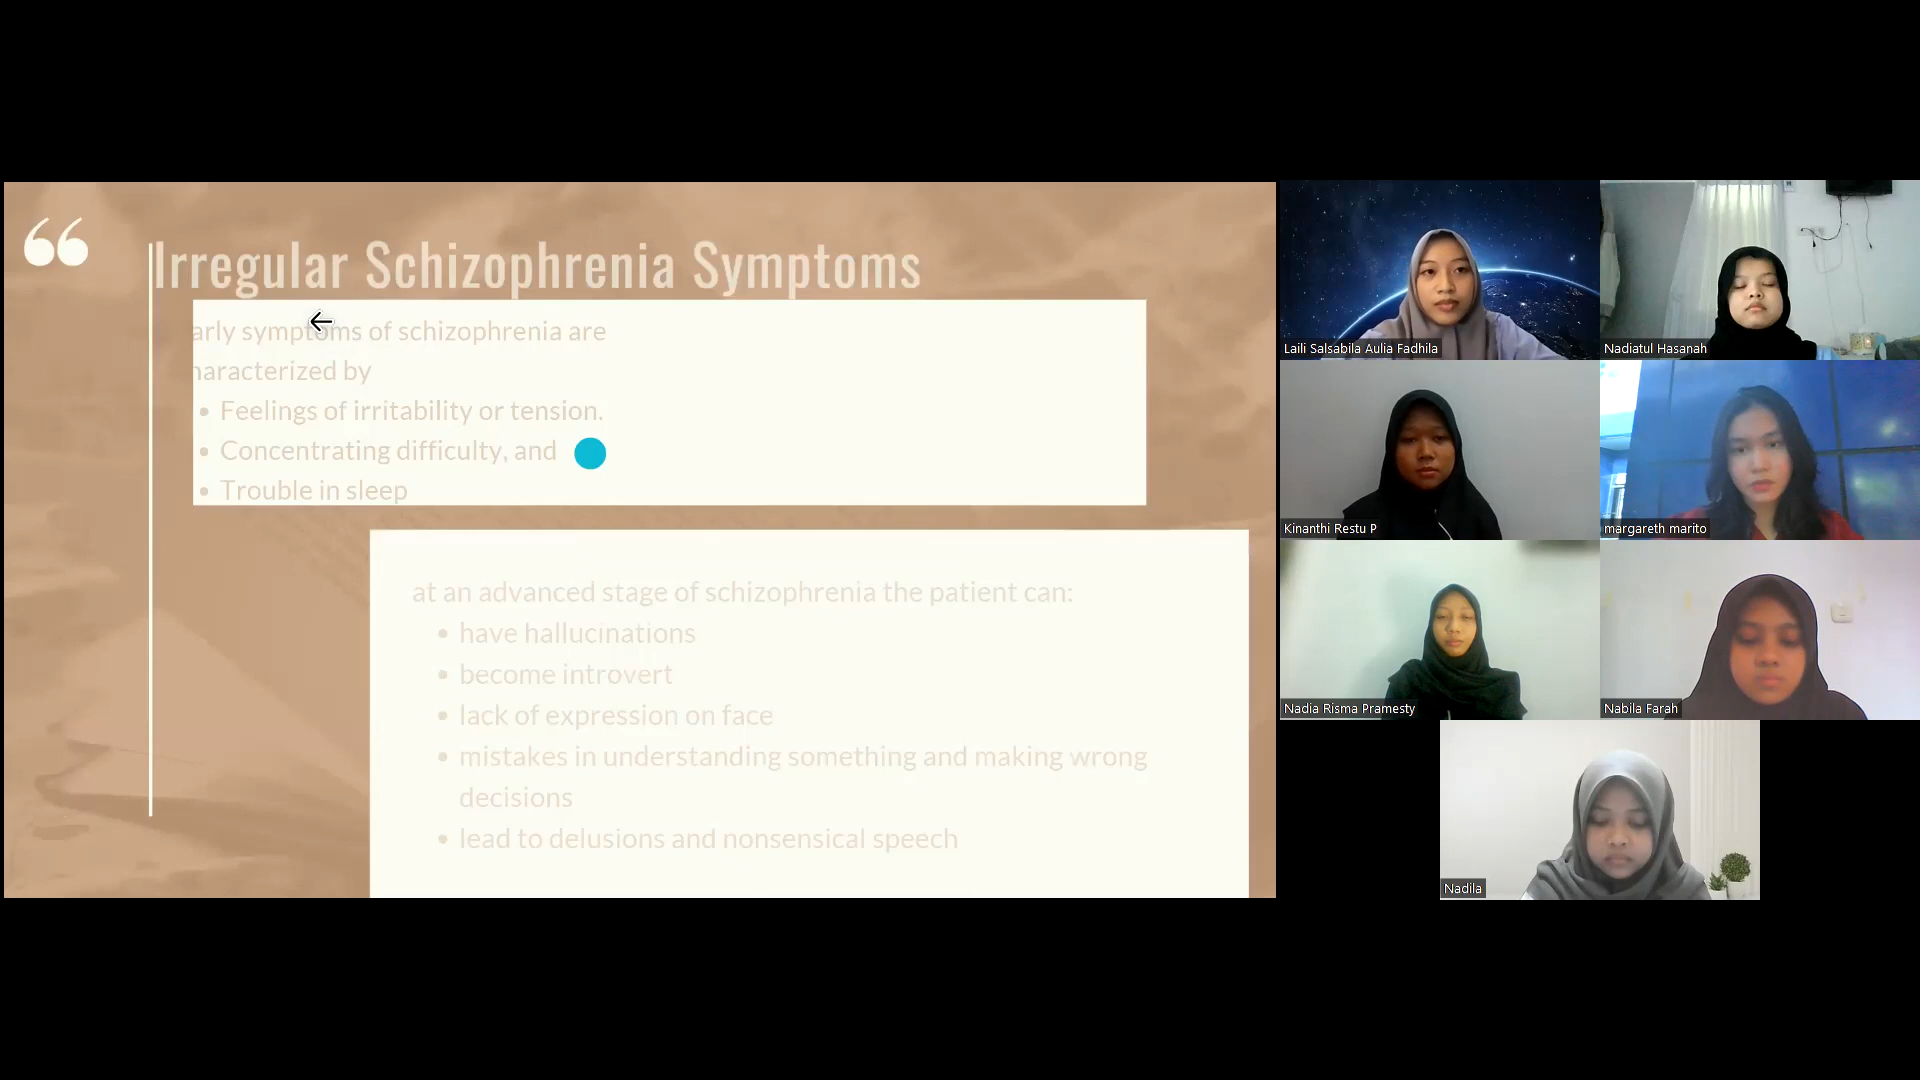 “
Irregular Schizophrenia Symptoms
arly symptoms of schizophrenia are
haracterized by
• Feelings of irritability or tension.
• Concentrating difficulty, and
• Trouble in sleep
at an advanced stage of schizophrenia the patient can:
• have hallucinations
• become introvert
• lack of expression on face
• mistakes in understanding something and making wrong
decisions
• lead to delusions and nonsensical speech
Laili Salsabila Aulia Fadhila
Nadiatul Hasanah
Kinanthi Restu P
margareth marito
Nadia Risma Pramesty
Nabila Farah
Nadila